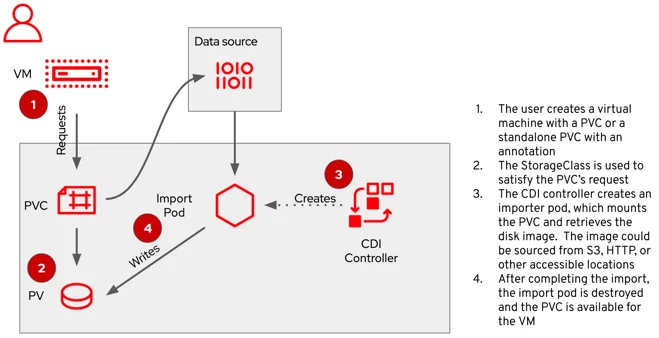 Data source
1010
11011
VM
1
Requests
PVC
Import
Pod
3
Creates
4
Writes
CDI
Controller
2
PV
1. The user creates a virtual
machine with a PVC or a
standalone PVC with an
annotation
2. The StorageClass is used to
satisfy the PVC's request
3. The CDI controller creates an
importer pod, which mounts
the PVC and retrieves the
disk image.  The image could
be sourced from S3, HTTP, or
other accessible locations
4. After completing the import,
the import pod is destroyed
and the PVC is available for
the VM